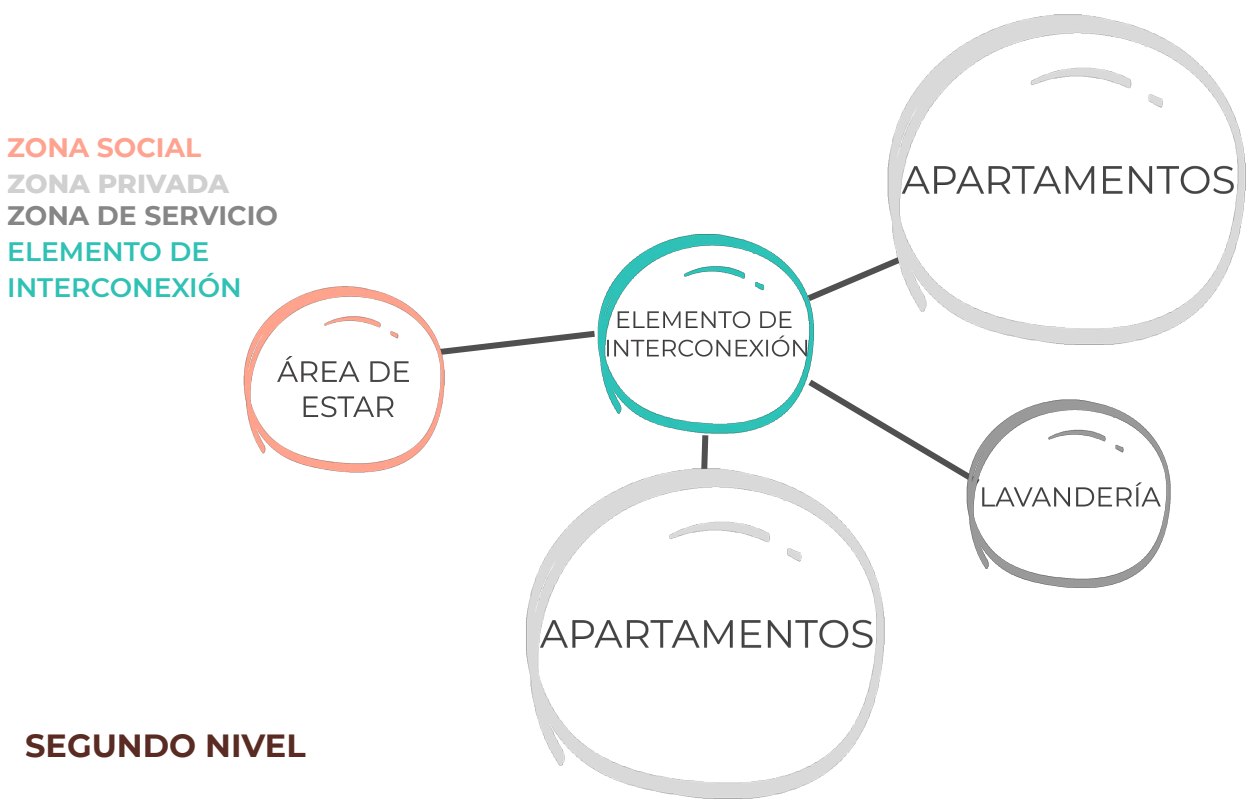 ZONA SOCIAL
ZONA PRIVADA
ZONA DE SERVICIO
ELEMENTO DE
INTERCONEXIÓN
APARTAMENTOS
ELEMENTO DE
INTERCONEXIÓN
ÁREA DE
ESTAR
LAVANDERÍA
APARTAMENTOS
SEGUNDO NIVEL